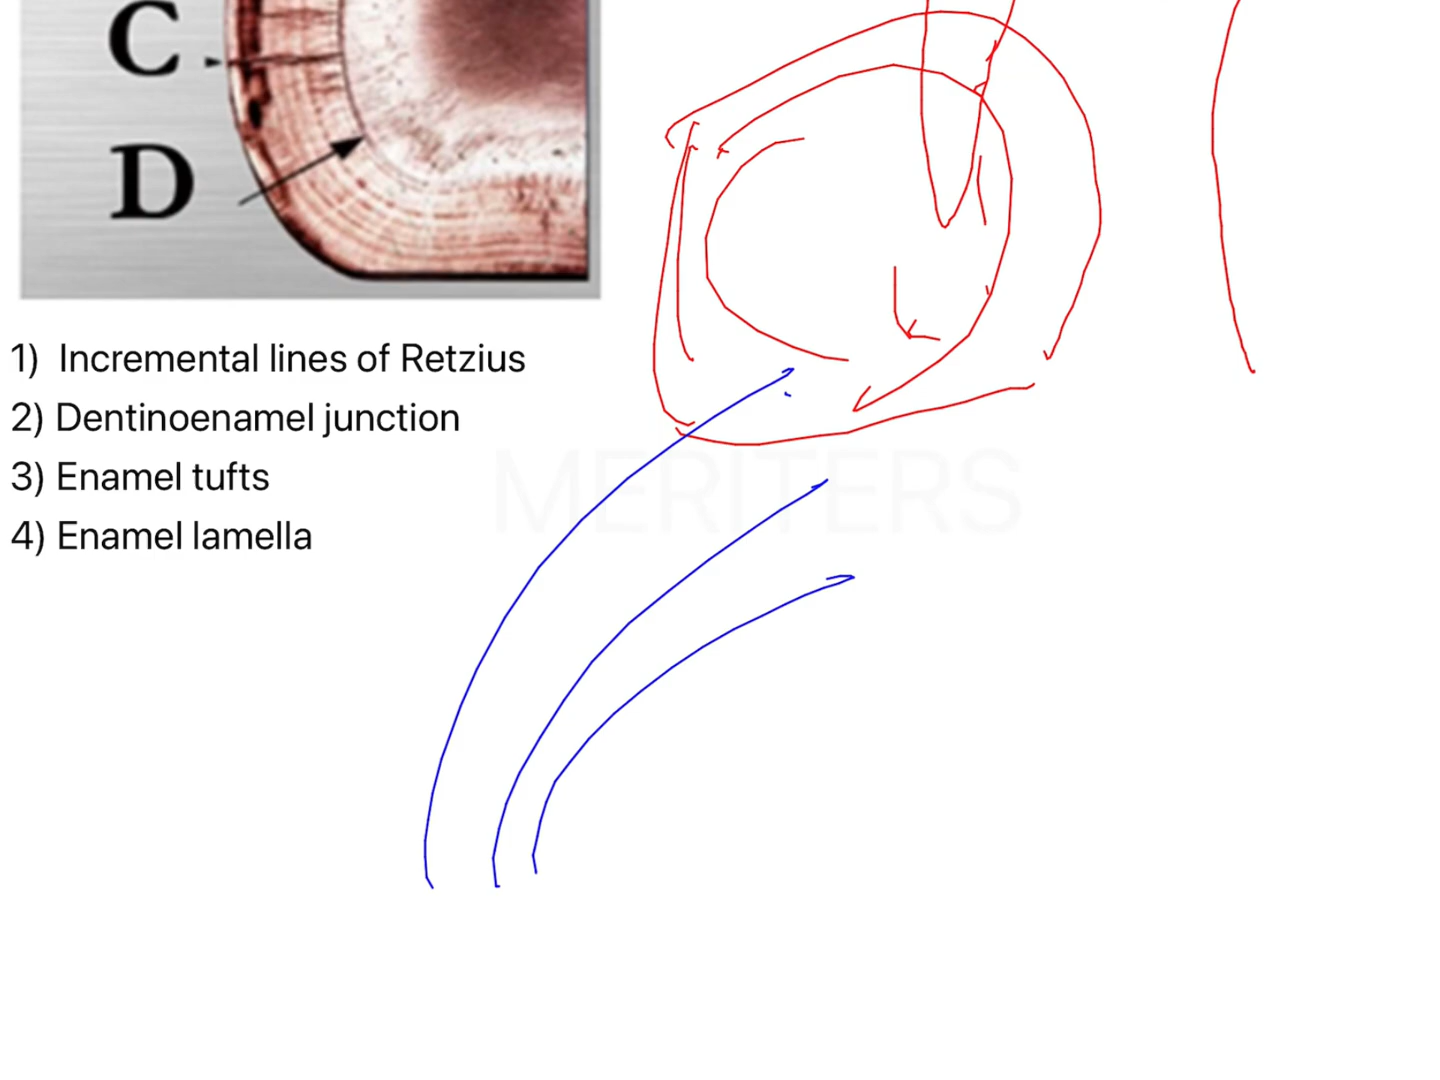 C
D
1) Incremental lines of Retzius
2) Dentinoenamel junction
3) Enamel tufts
4) Enamel lamella
MERITERS